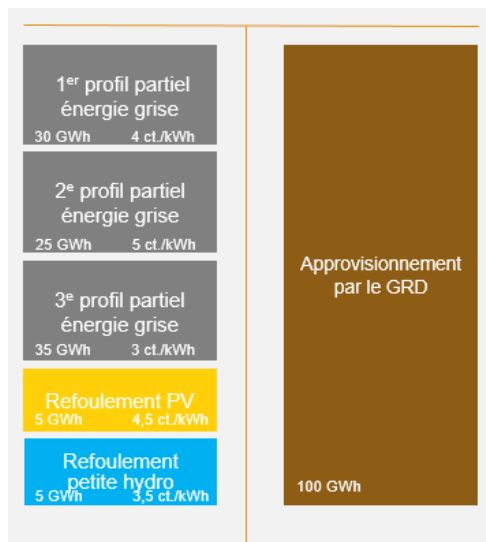 1er profil partiel
énergie grise
30 GWh 4 ct./kWh
2e profil partiel
énergie grise
25 GWh 5 ct./kWh
3e profil partiel
énergie grise
35 GWh 3 ct./kWh
Refoulement PV
5 GWh 4,5 ct./kWh
Refoulement
petite hydro
5 GWh 3,5 ct./kWh
Approvisionnement
par le GRD
100 GWh